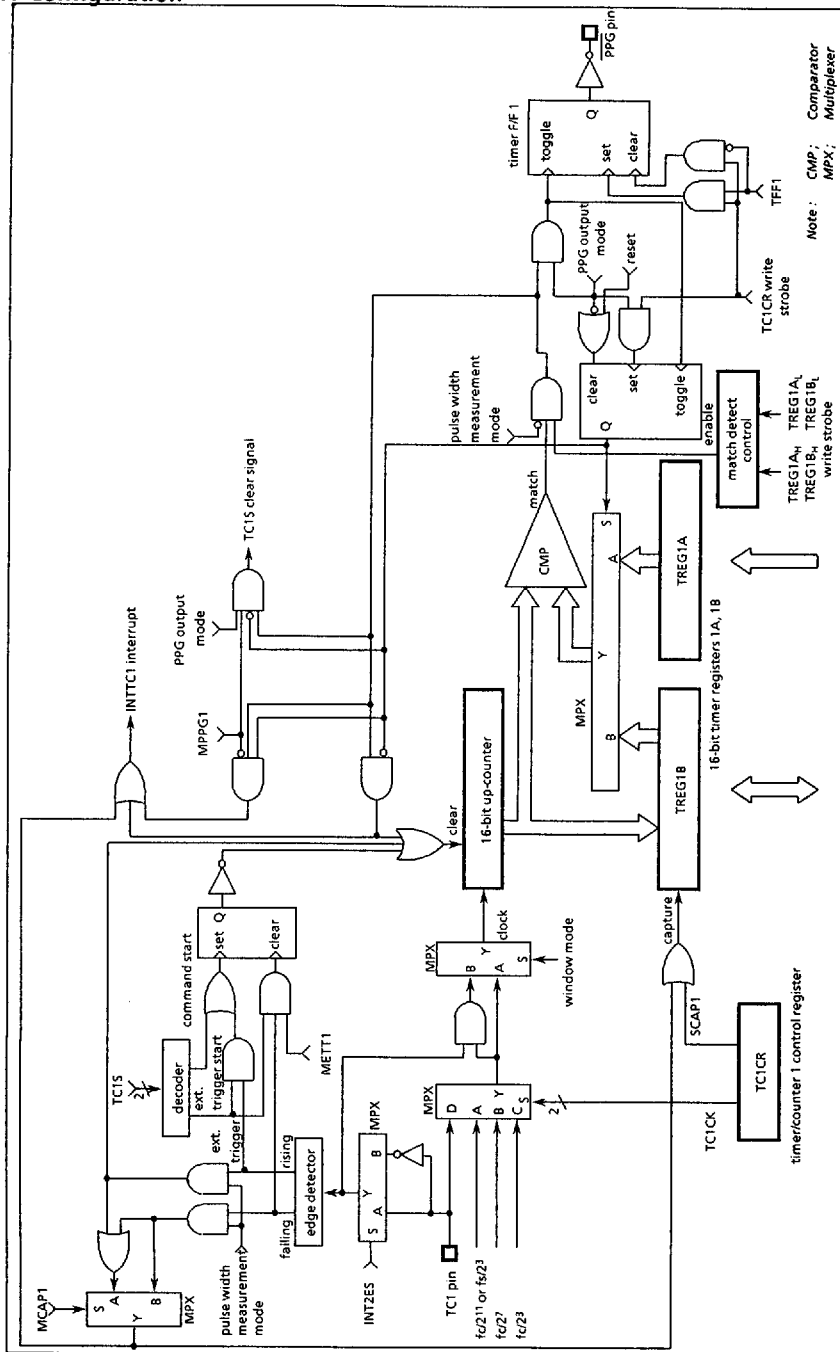 Configuration
MCAP1
S
A
B
Y
MPX
pulse width
measurement
mode
TC1S
2
decoder
ext.
trigger start
command start
ext.
trigger
set
Q
clear
METT1
rising
falling
edge detector
INT2ES
S
A
Y
B
MPX
TC1 pin
fc/2¹¹ or fs/2³
fc/2⁷
fc/2³
MPX
D
A
B
C
Y
S
2
TC1CK
MPX
B
Y
A
S
window mode
clock
clear
16-bit up-counter
INTTC1 interrupt
MPPG1
PPG output
mode
TC1S clear signal
pulse width
measurement
mode
match
CMP
MPX
B
Y
A
S
TREG1B
TREG1A
16-bit timer registers 1A, 1B
capture
SCAP1
TC1CR
timer/counter 1 control register
match detect
control
enable
TREG1A_H TREG1A_L
TREG1B_H TREG1B_L
write strobe
Q
clear
set
toggle
PPG output
mode
reset
TC1CR write
strobe
timer F/F 1
toggle
set
clear
Q
PPG pin
TFF1
Note : CMP ; Comparator
MPX ; Multiplexer